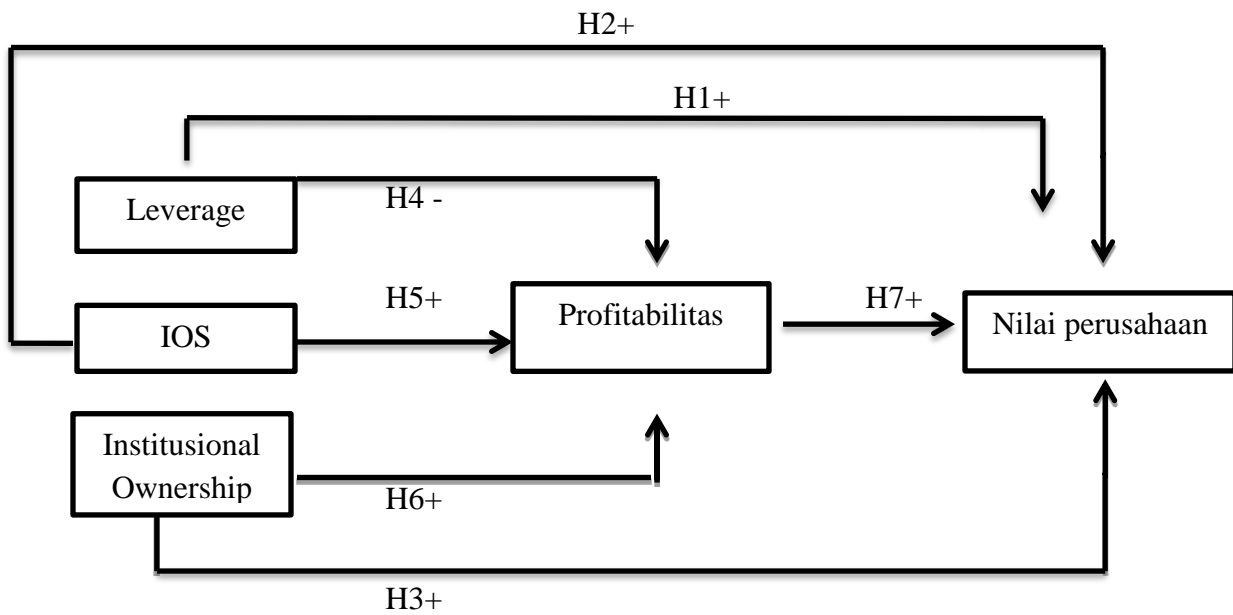 H2+
H1+
Leverage
H4 -
IOS
H5+
Profitabilitas
H7+
Nilai perusahaan
Institusional
Ownership
H6+
H3+